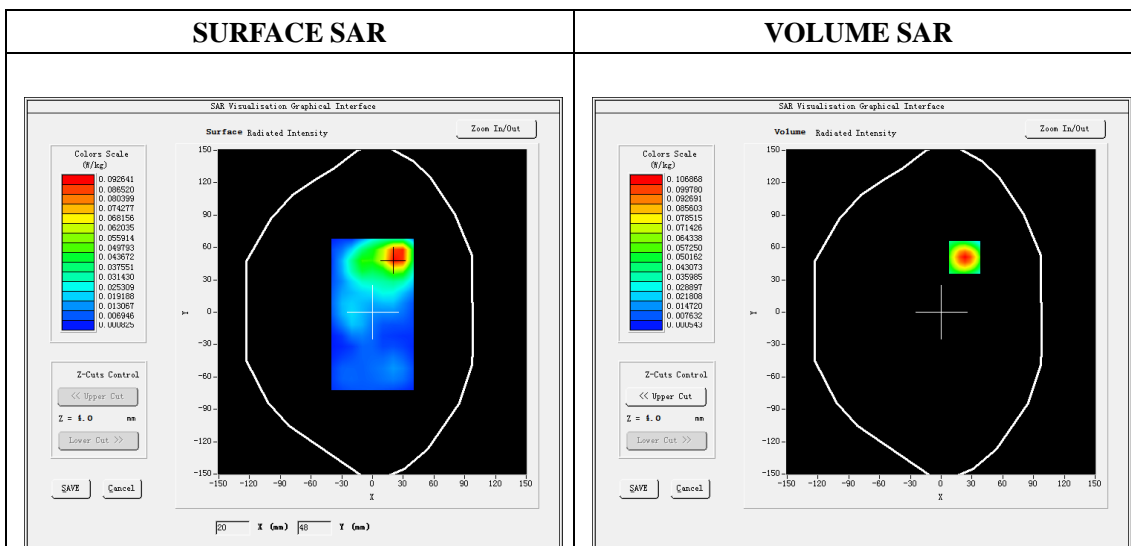 SURFACE SAR
VOLUME SAR
SAR Visualisation Graphical Interface
Surface Radiated Intensity
Zoom In/Out
Colors Scale
(W/kg)
0.092641
0.086520
0.080399
0.074277
0.068156
0.062035
0.055914
0.049793
0.043672
0.037551
0.031430
0.025309
0.019188
0.013067
0.006946
0.000825
Z-Cuts Control
<< Upper Cut
Z = 4.0 mm
Lower Cut >>
SAVE Cancel
150
120
90
60
30
0
-30
-60
-90
-120
-150
Y
-150 -120 -90 -60 -30 0 30 60 90 120 150
X
20 X (mm) 48 Y (mm)
SAR Visualisation Graphical Interface
Volume Radiated Intensity
Zoom In/Out
Colors Scale
(W/kg)
0.106868
0.099780
0.092691
0.085603
0.078515
0.071426
0.064338
0.057250
0.050162
0.043073
0.035985
0.028897
0.021808
0.014720
0.007632
0.000543
Z-Cuts Control
<< Upper Cut
Z = 4.0 mm
Lower Cut >>
SAVE Cancel
150
120
90
60
30
0
-30
-60
-90
-120
-150
Y
-150 -120 -90 -60 -30 0 30 60 90 120 150
X